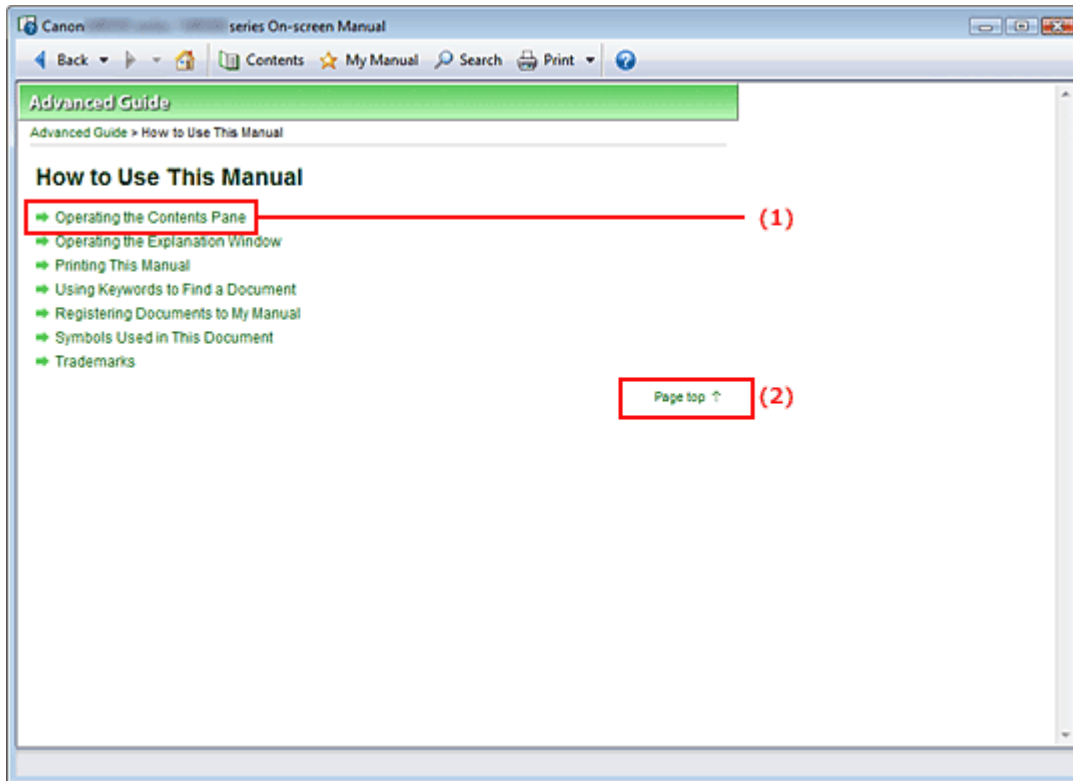 Canon series On-screen Manual
Back Contents My Manual Search Print
Advanced Guide
Advanced Guide > How to Use This Manual
How to Use This Manual
Operating the Contents Pane
(1)
Operating the Explanation Window
Printing This Manual
Using Keywords to Find a Document
Registering Documents to My Manual
Symbols Used in This Document
Trademarks
Page top ↑
(2)